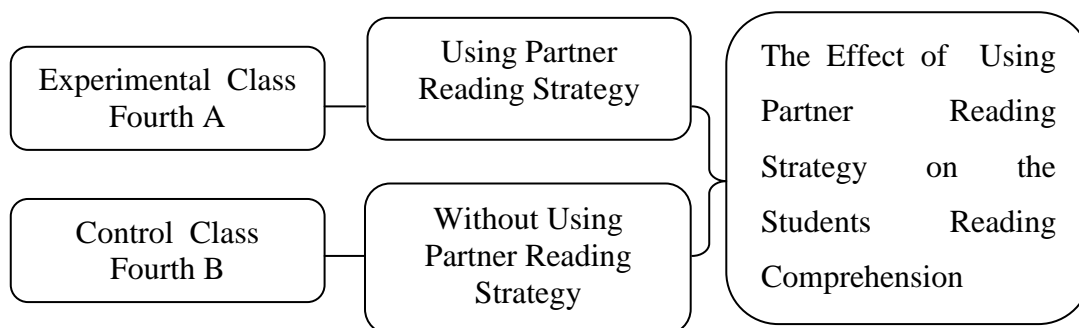 Experimental Class
Fourth A
Using Partner
Reading Strategy
Control Class
Fourth B
Without Using
Partner Reading
Strategy
The Effect of Using
Partner Reading
Strategy on the
Students Reading
Comprehension